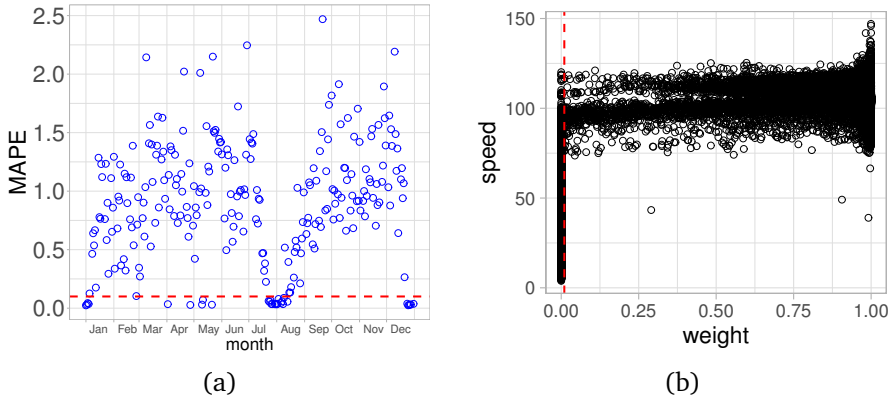 2.5
2.0
1.5
1.0
0.5
0.0
MAPE
Jan Feb Mar Apr May Jun Jul Aug Sep Oct Nov Dec
month
(a)
150
100
50
0
speed
0.00 0.25 0.50 0.75 1.00
weight
(b)